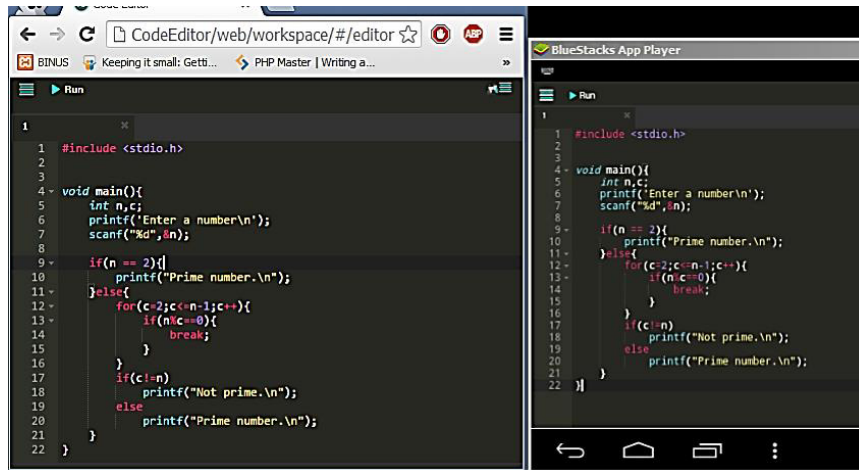 Code Editor
CodeEditor/web/workspace/#/editor
ABP
BINUS Keeping it small: Getti... PHP Master | Writing a... »
Run
1 ×
1 #include <stdio.h>
2
3
4 void main(){
5 int n,c;
6 printf('Enter a number\n');
7 scanf("%d",&n);
8
9 if(n == 2){
10 printf("Prime number.\n");
11 }else{
12 for(c=2;c<=n-1;c++){
13 if(n%c==0){
14 break;
15 }
16 }
17 if(c!=n)
18 printf("Not prime.\n");
19 else
20 printf("Prime number.\n");
21 }
22 }
BlueStacks App Player
Run
1 ×
1 #include <stdio.h>
2
3
4 void main(){
5 int n,c;
6 printf('Enter a number\n');
7 scanf("%d",&n);
8
9 if(n == 2){
10 printf("Prime number.\n");
11 }else{
12 for(c=2;c<=n-1;c++){
13 if(n%c==0){
14 break;
15 }
16 }
17 if(c!=n)
18 printf("Not prime.\n");
19 else
20 printf("Prime number.\n");
21 }
22 }